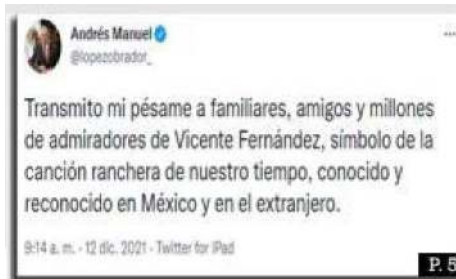 Andrés Manuel
@lopezobrador_
Transmito mi pésame a familiares, amigos y millones
de admiradores de Vicente Fernández, símbolo de la
canción ranchera de nuestro tiempo, conocido y
reconocido en México y en el extranjero.
9:14 a. m. - 12 dic. 2021 - Twitter for iPad
P. 5